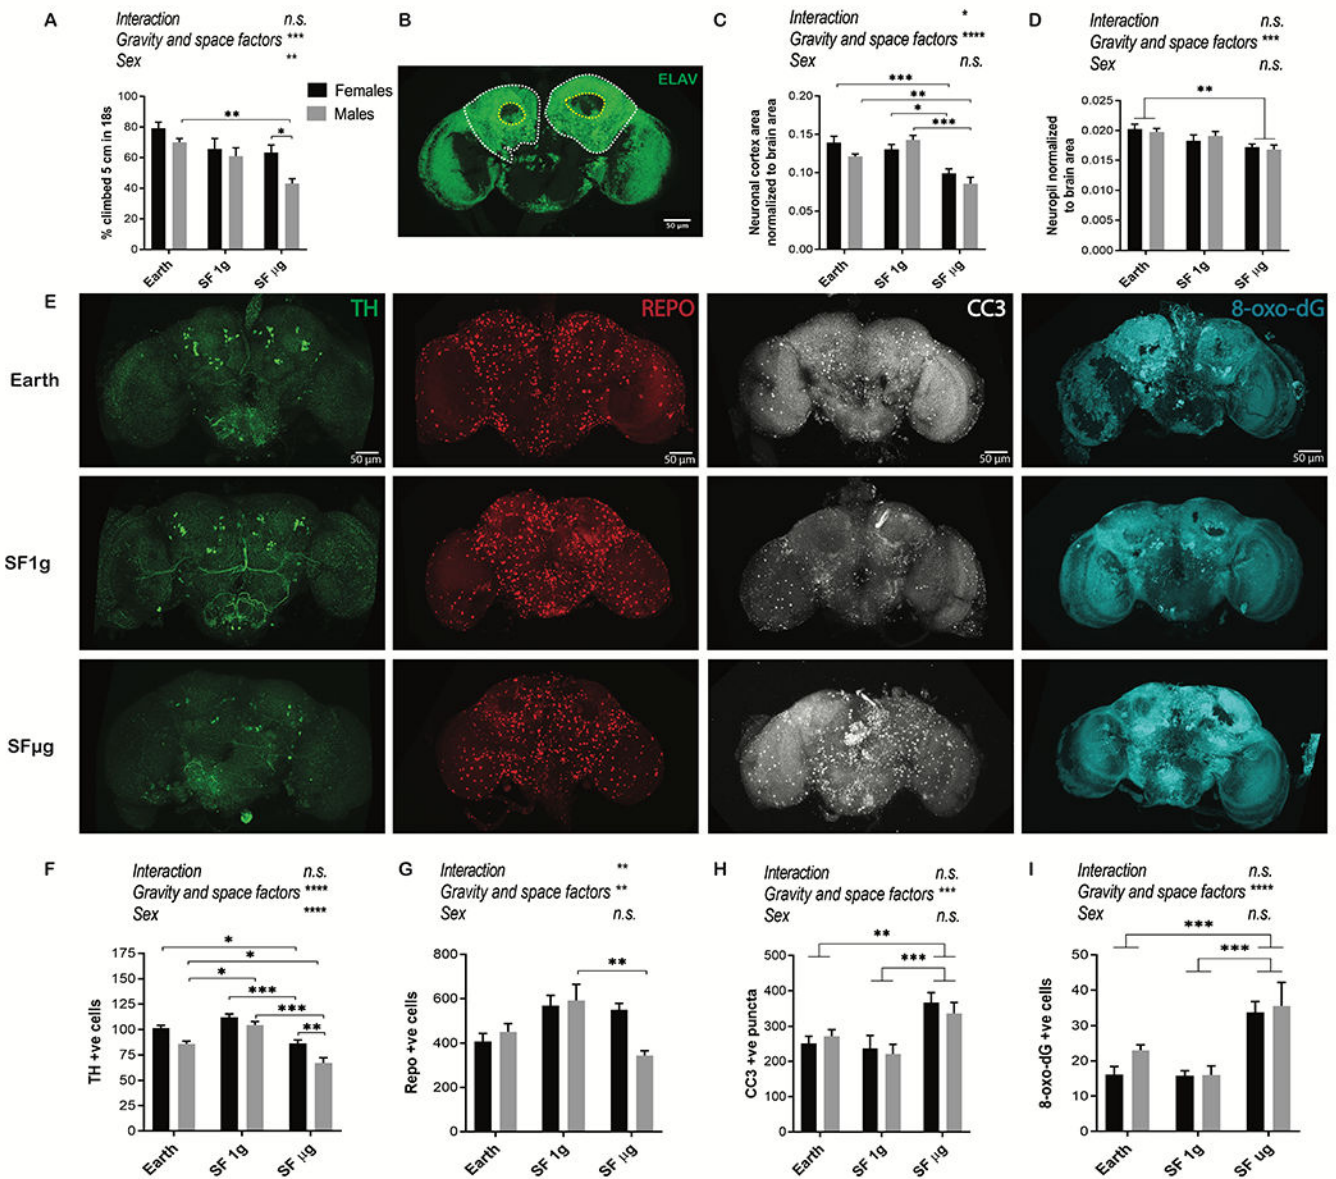 A
Interaction n.s.
Gravity and space factors ***
Sex **
Females
Males
% climbed 5 cm in 18s
100
80
60
40
20
0
**
*
Earth
SF 1g
SF µg
B
ELAV
50 µm
C
Interaction *
Gravity and space factors ****
Sex n.s.
Neuronal cortex area
normalized to brain area
0.20
0.15
0.10
0.05
0.00
***
**
*
***
Earth
SF 1g
SF µg
D
Interaction n.s.
Gravity and space factors ***
Sex n.s.
Neuropil normalized
to brain area
0.025
0.020
0.015
0.010
0.005
0.000
**
Earth
SF 1g
SF µg
E
TH
REPO
CC3
8-oxo-dG
Earth
50 µm
50 µm
50 µm
50 µm
SF1g
SFµg
F
Interaction n.s.
Gravity and space factors ****
Sex ****
TH +ve cells
175
150
125
100
75
50
25
0
*
*
*
***
***
**
Earth
SF 1g
SF µg
G
Interaction **
Gravity and space factors **
Sex n.s.
Repo +ve cells
800
600
400
200
0
**
Earth
SF 1g
SF µg
H
Interaction n.s.
Gravity and space factors ***
Sex n.s.
CC3 +ve puncta
500
400
300
200
100
0
**
***
Earth
SF 1g
SF µg
I
Interaction n.s.
Gravity and space factors ****
Sex n.s.
8-oxo-dG +ve cells
50
40
30
20
10
0
***
***
Earth
SF 1g
SF ug